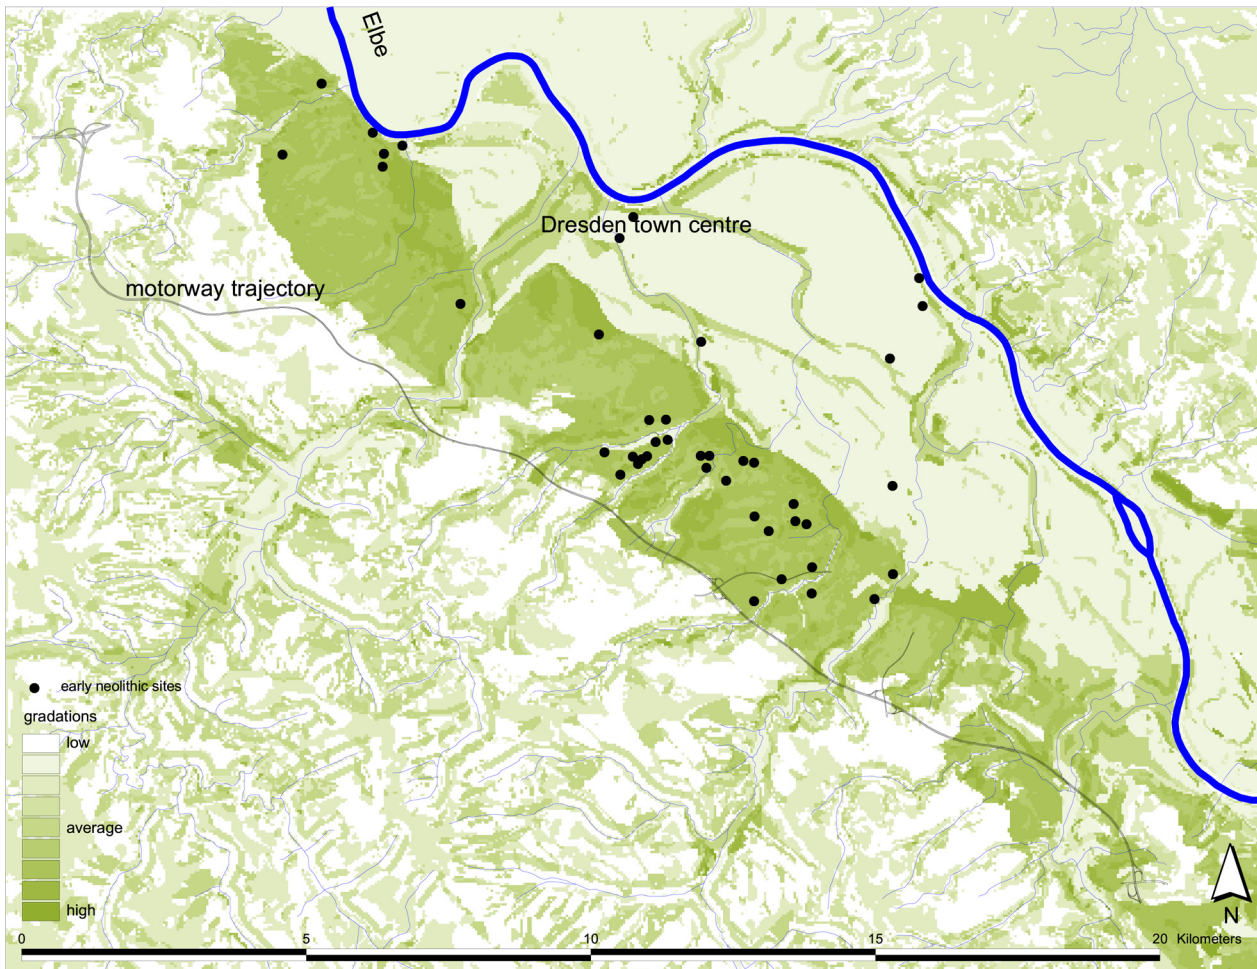 Elbe
Dresden town centre
motorway trajectory
early neolithic sites
gradations
low
average
high
N
0 5 10 15 20 Kilometers